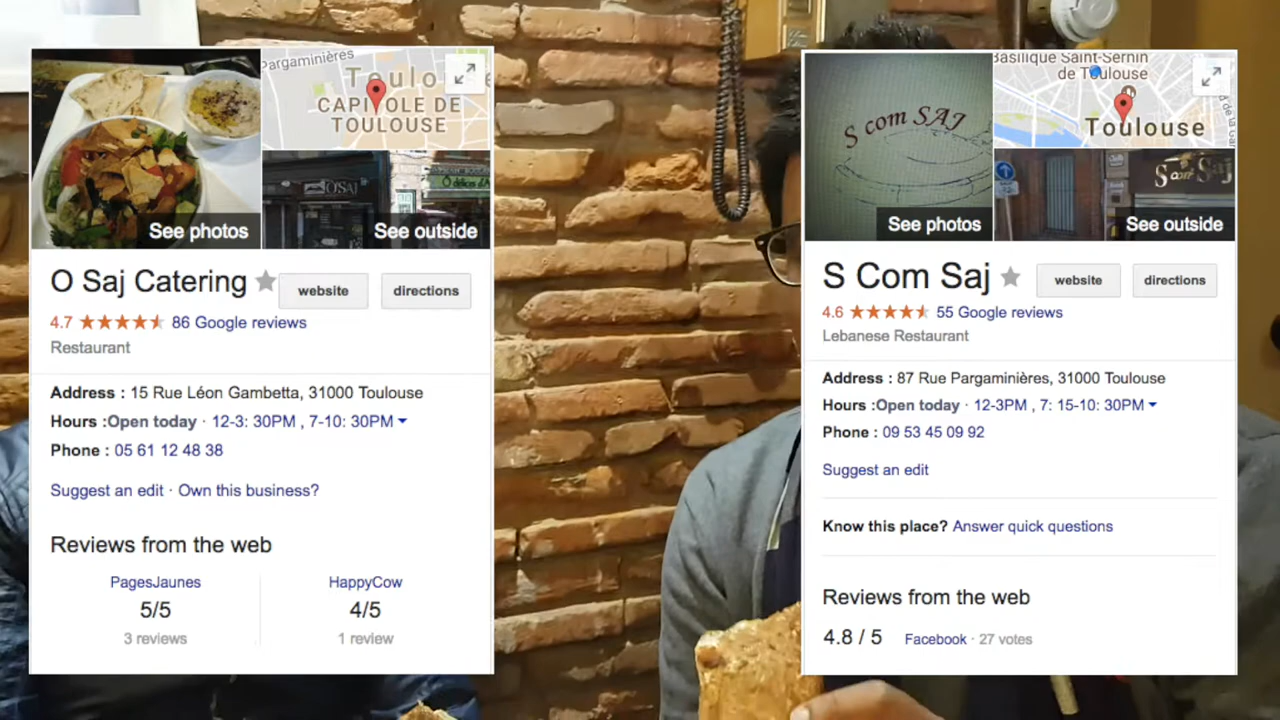 Pargaminières
Toulo
CAPITOLE DE
TOULOUSE
O'SAJ
See photos
See outside
O Saj Catering
website
directions
4.7
86 Google reviews
Restaurant
Address : 15 Rue Léon Gambetta, 31000 Toulouse
Hours :Open today · 12-3: 30PM , 7-10: 30PM
Phone : 05 61 12 48 38
Suggest an edit · Own this business?
Reviews from the web
PagesJaunes
5/5
3 reviews
HappyCow
4/5
1 review
S com SAJ
Basilique Saint-Sernin
de Toulouse
Toulouse
S com Saj
See photos
See outside
S Com Saj
website
directions
4.6
55 Google reviews
Lebanese Restaurant
Address : 87 Rue Pargaminières, 31000 Toulouse
Hours :Open today · 12-3PM , 7: 15-10: 30PM
Phone : 09 53 45 09 92
Suggest an edit
Know this place? Answer quick questions
Reviews from the web
4.8 / 5 Facebook · 27 votes